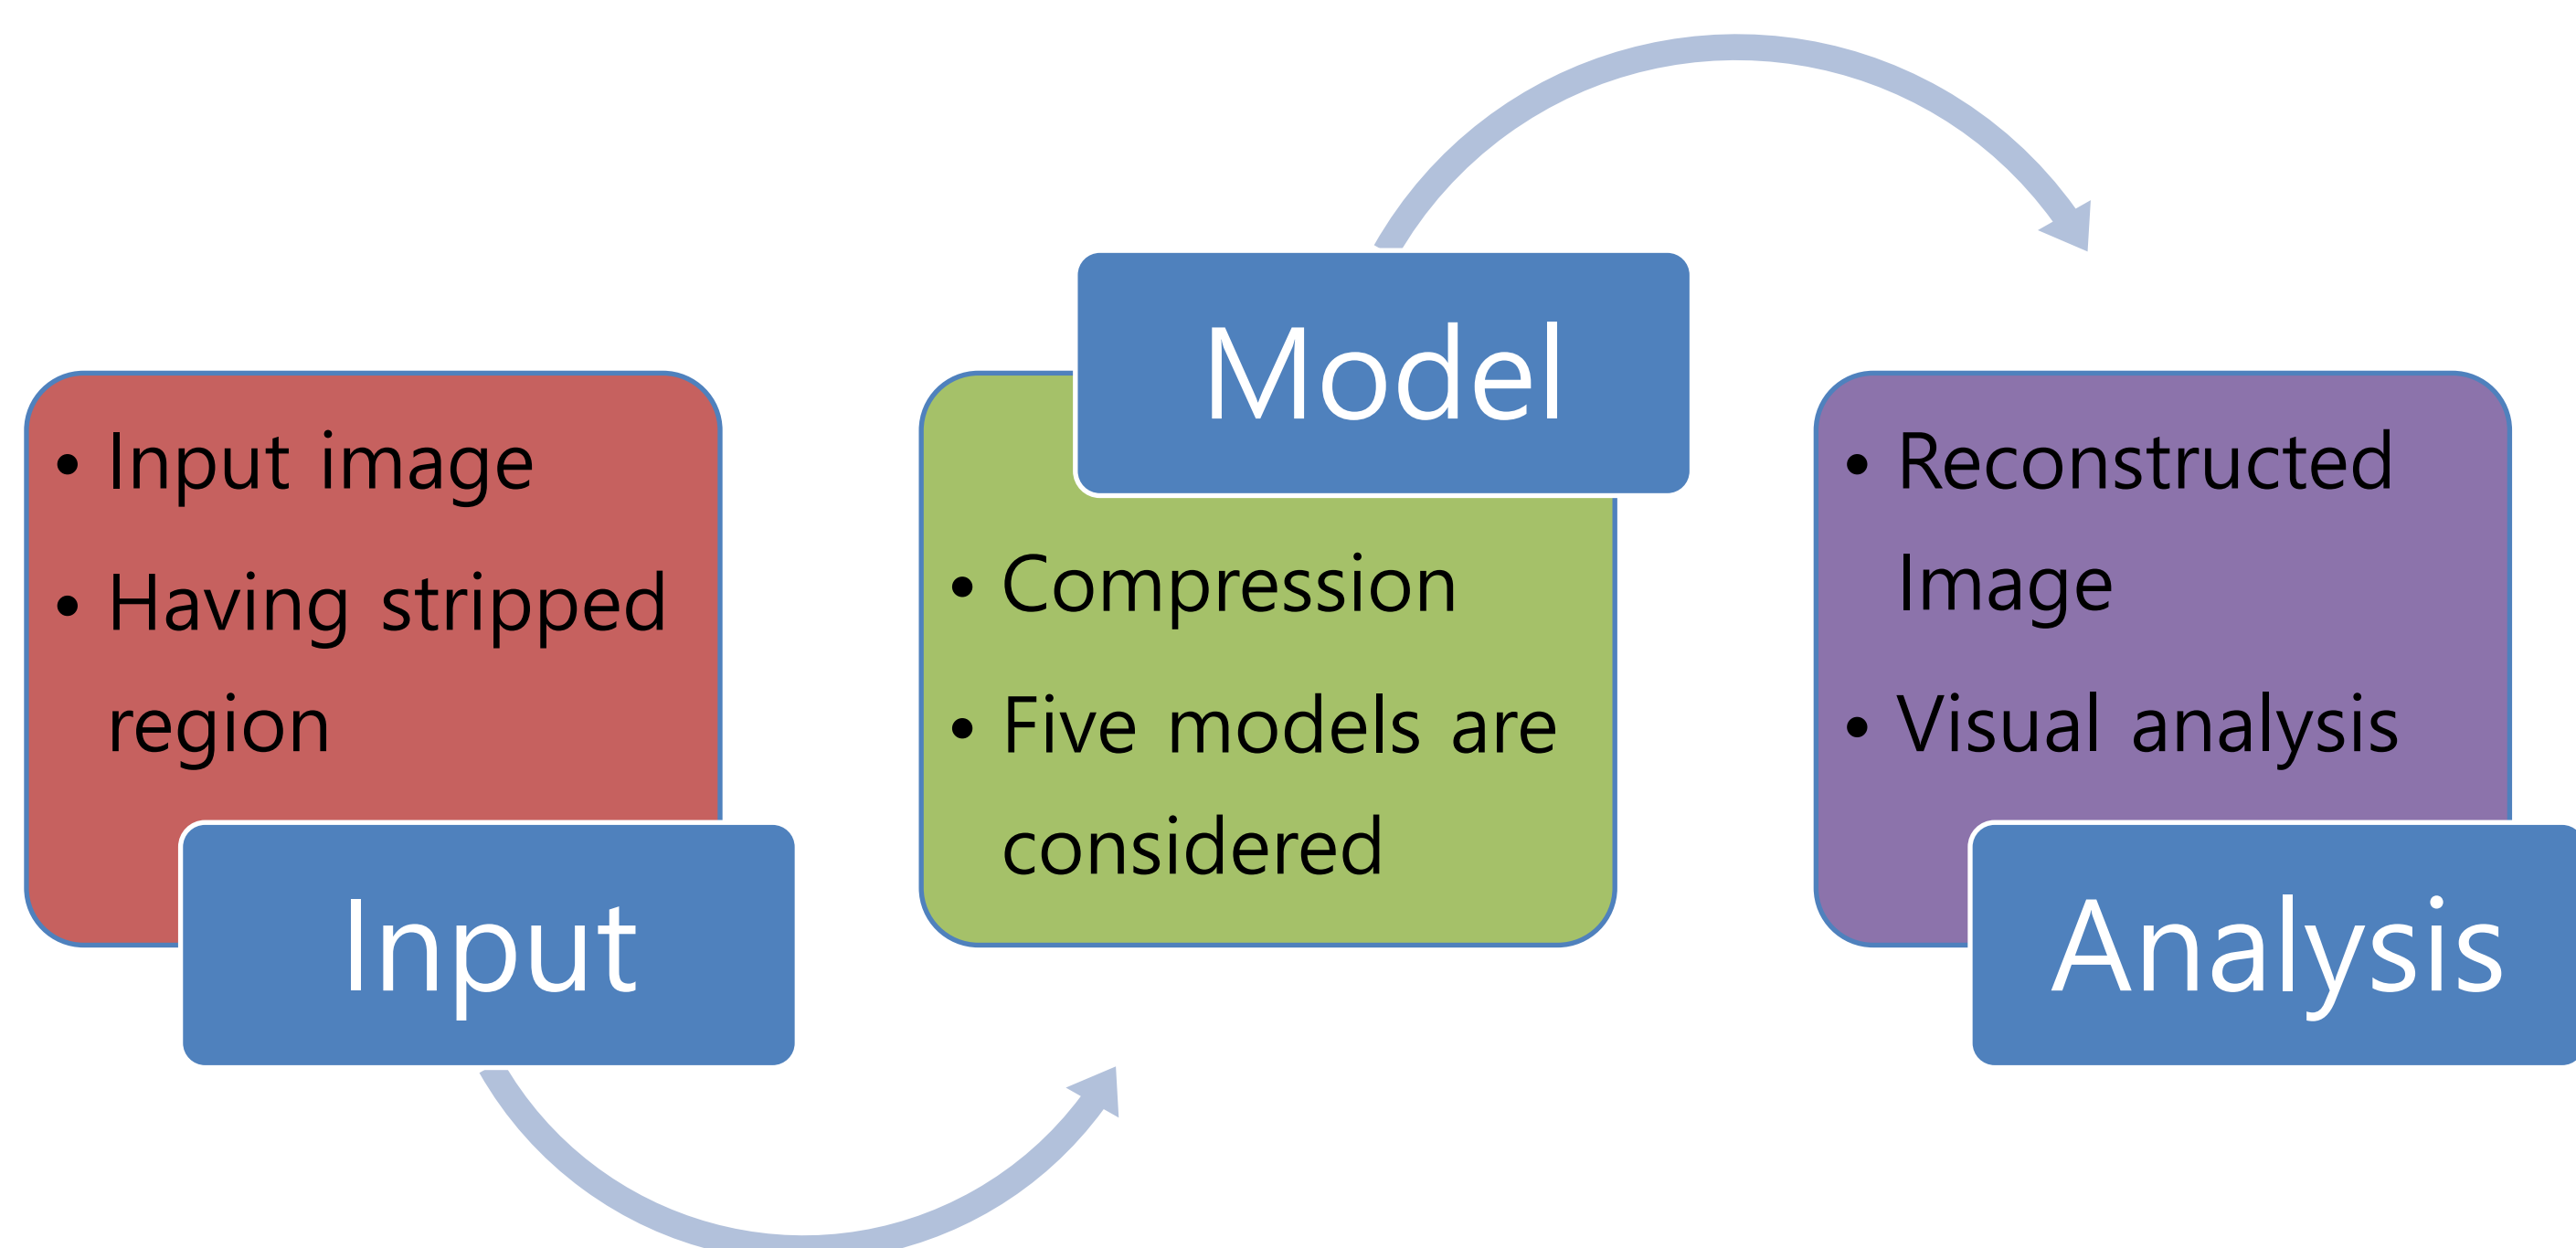 • Input image
• Having stripped
region
Input
Model
• Compression
• Five models are
considered
• Reconstructed
Image
• Visual analysis
Analysis